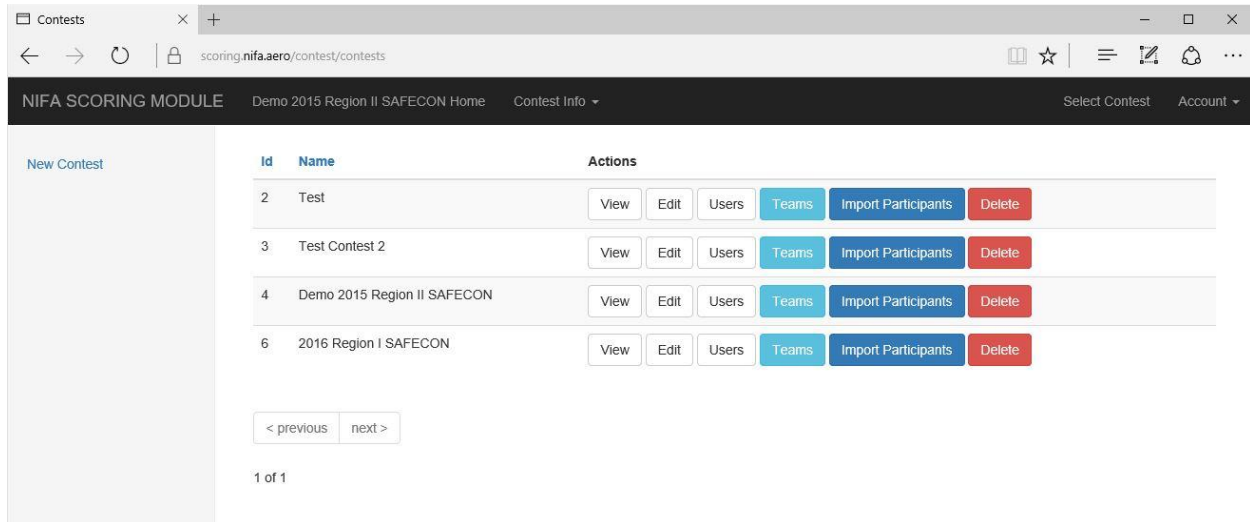 Contests
scoring.nifa.aero/contest/contests
NIFA SCORING MODULE Demo 2015 Region II SAFECON Home Contest Info Select Contest Account
New Contest
Id Name Actions
2 Test View Edit Users Teams Import Participants Delete
3 Test Contest 2 View Edit Users Teams Import Participants Delete
4 Demo 2015 Region II SAFECON View Edit Users Teams Import Participants Delete
6 2016 Region I SAFECON View Edit Users Teams Import Participants Delete
< previous next >
1 of 1